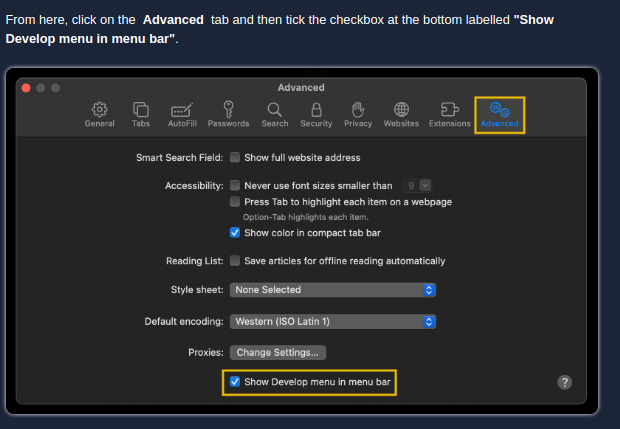 From here, click on the Advanced tab and then tick the checkbox at the bottom labelled "Show
Develop menu in menu bar".
Advanced
General Tabs AutoFill Passwords Search Security Privacy Websites Extensions Advanced
Smart Search Field: Show full website address
Accessibility: Never use font sizes smaller than 9
Press Tab to highlight each item on a webpage
Option-Tab highlights each item.
Show color in compact tab bar
Reading List: Save articles for offline reading automatically
Style sheet: None Selected
Default encoding: Western (ISO Latin 1)
Proxies: Change Settings...
Show Develop menu in menu bar
?